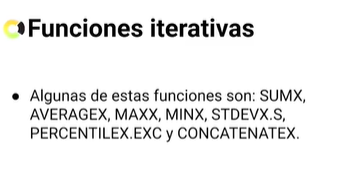 Funciones iterativas
● Algunas de estas funciones son: SUMX,
AVERAGEX, MAXX, MINX, STDEVX.S,
PERCENTILEX.EXC y CONCATENATEX.